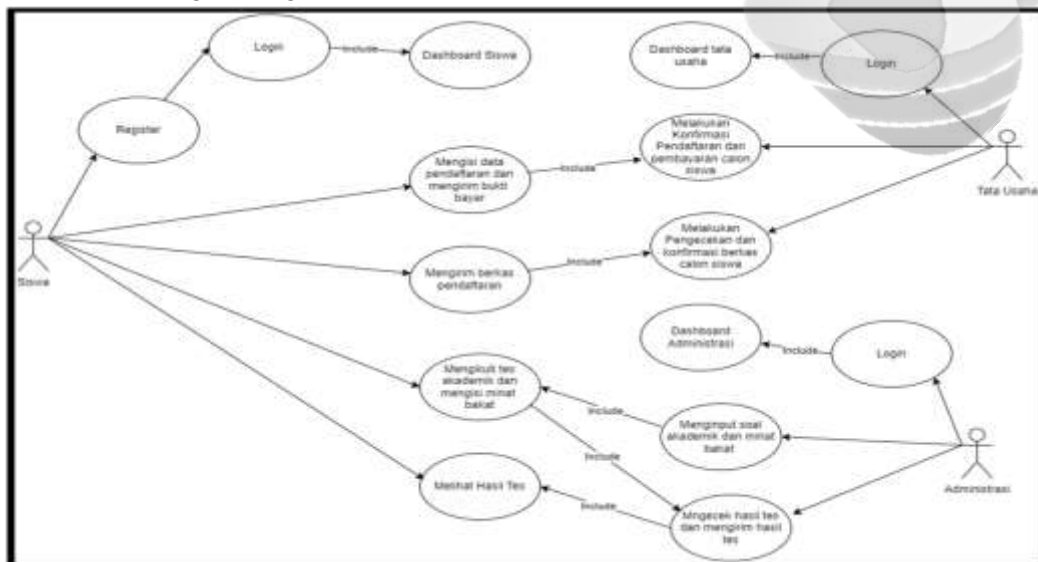 Login
Include
Dashboard Siswa
Dashboard tata
usaha
Include
Login
Register
Melakukan
Konfirmasi
Pendaftaran dan
pembayaran calon
siswa
Mengisi data
pendaftaran dan
mengirim bukti
bayar
Include
Tata Usaha
Melakukan
Pengecekan dan
konfirmasi berkas
calon siswa
Siswa
Mengirim berkas
pendaftaran
Include
Dashboard
Administrasi
Include
Login
Mengikuti tes
akademik dan
mengisi minat
bakat
Include
Menginput soal
akademik dan minat
bakat
Include
Administrasi
Melihat Hasil Tes
Include
Mngecek hasil tes
dan mengirim hasil
tes